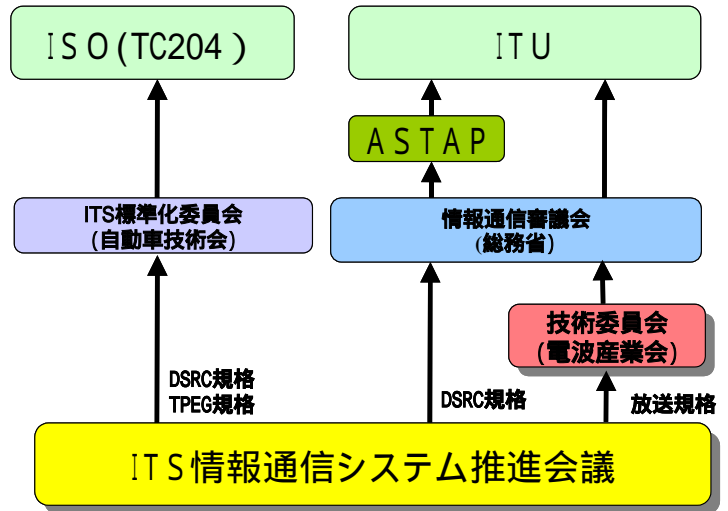 ISO(TC204)
ITU
ASTAP
ITS標準化委員会
(自動車技術会)
情報通信審議会
(総務省)
技術委員会
(電波産業会)
DSRC規格
TPEG規格
DSRC規格
放送規格
ITS情報通信システム推進会議